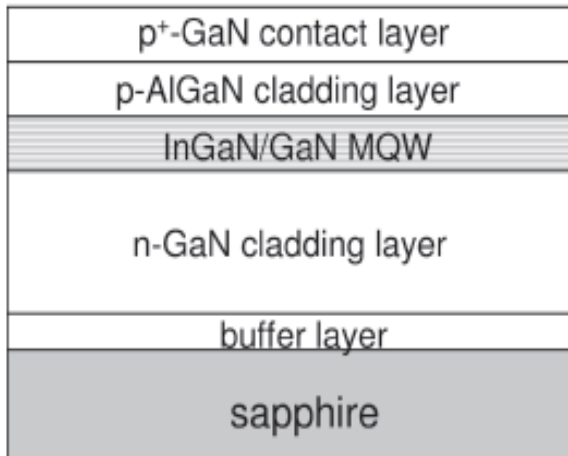 p⁺-GaN contact layer
p-AlGaN cladding layer
InGaN/GaN MQW
n-GaN cladding layer
buffer layer
sapphire